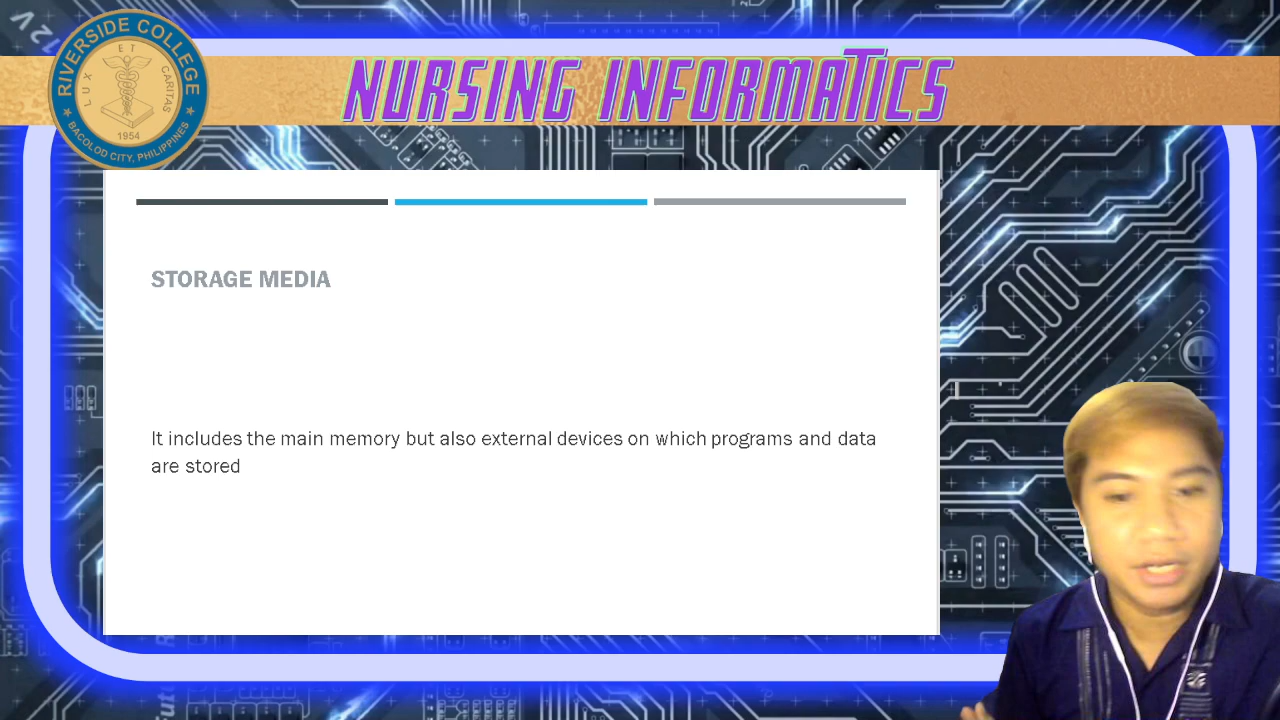 V12V
RIVERSIDE COLLEGE
LUX ET CARITAS
1954
BACOLOD CITY, PHILIPPINES
NURSING INFORMATICS
STORAGE MEDIA
It includes the main memory but also external devices on which programs and data
are stored